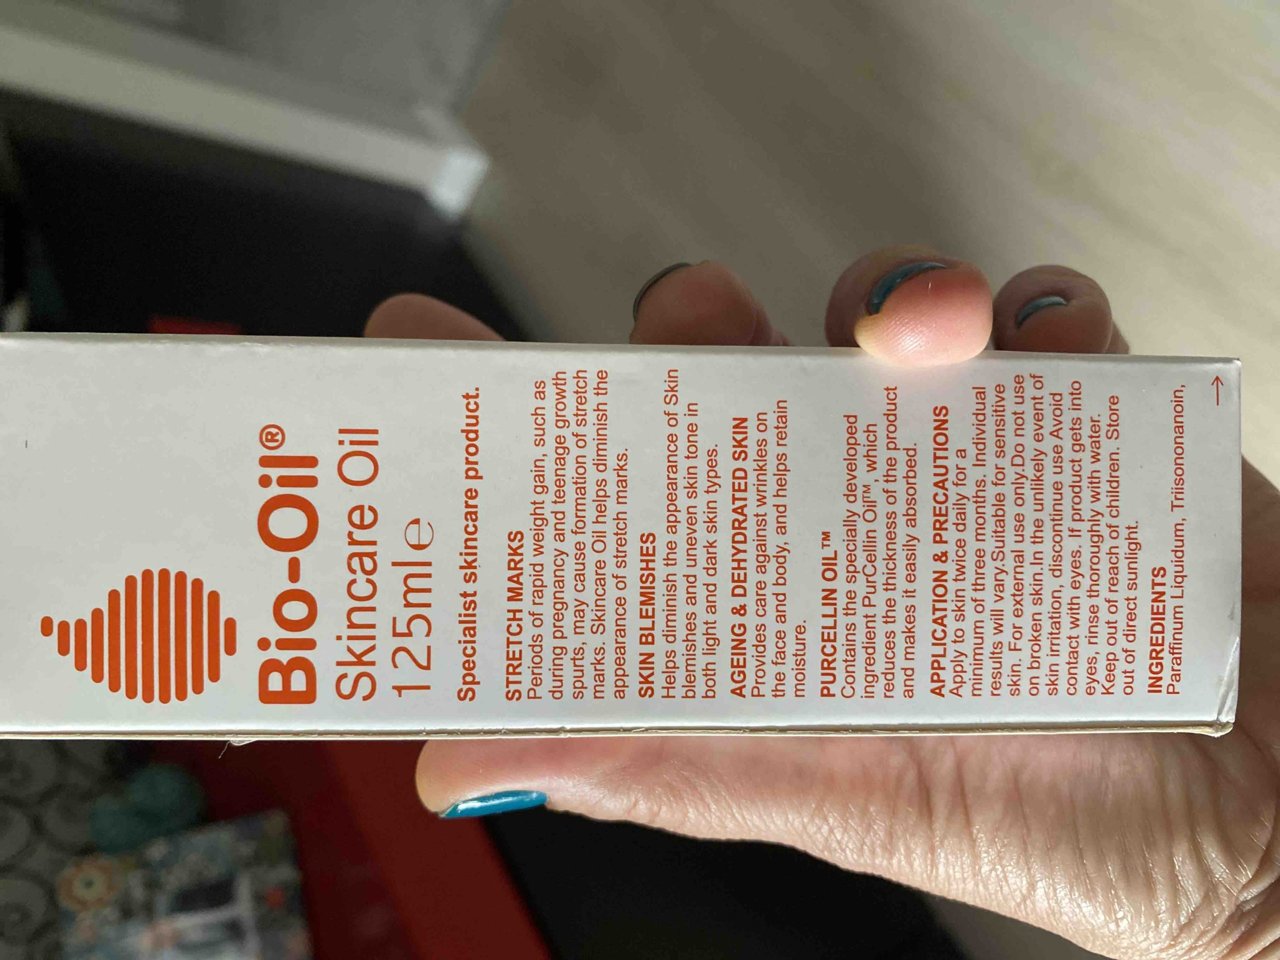 Bio-Oil®
Skincare Oil
125ml e
Specialist skincare product.
STRETCH MARKS
Periods of rapid weight gain, such as
during pregnancy and teenage growth
spurts, may cause formation of stretch
marks. Skincare Oil helps diminish the
appearance of stretch marks.
SKIN BLEMISHES
Helps diminish the appearance of Skin
blemishes and uneven skin tone in
both light and dark skin types.
AGEING & DEHYDRATED SKIN
Provides care against wrinkles on
the face and body, and helps retain
moisture.
PURCELLIN OIL™
Contains the specially developed
ingredient PurCellin Oil™, which
reduces the thickness of the product
and makes it easily absorbed.
APPLICATION & PRECAUTIONS
Apply to skin twice daily for a
minimum of three months. Individual
results will vary.Suitable for sensitive
skin. For external use only.Do not use
on broken skin.In the unlikely event of
skin irritation, discontinue use Avoid
contact with eyes. If product gets into
eyes, rinse thoroughly with water.
Keep out of reach of children. Store
out of direct sunlight.
INGREDIENTS
Paraffinum Liquidum, Triisononanoin,